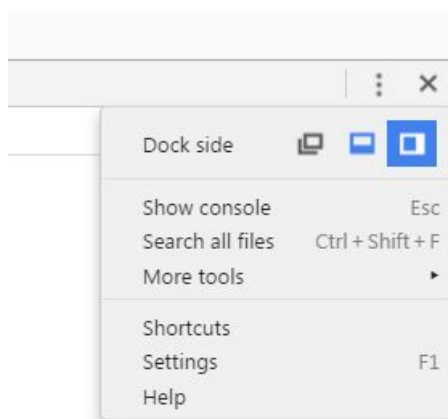 Dock side
Show console Esc
Search all files Ctrl + Shift + F
More tools
Shortcuts
Settings F1
Help